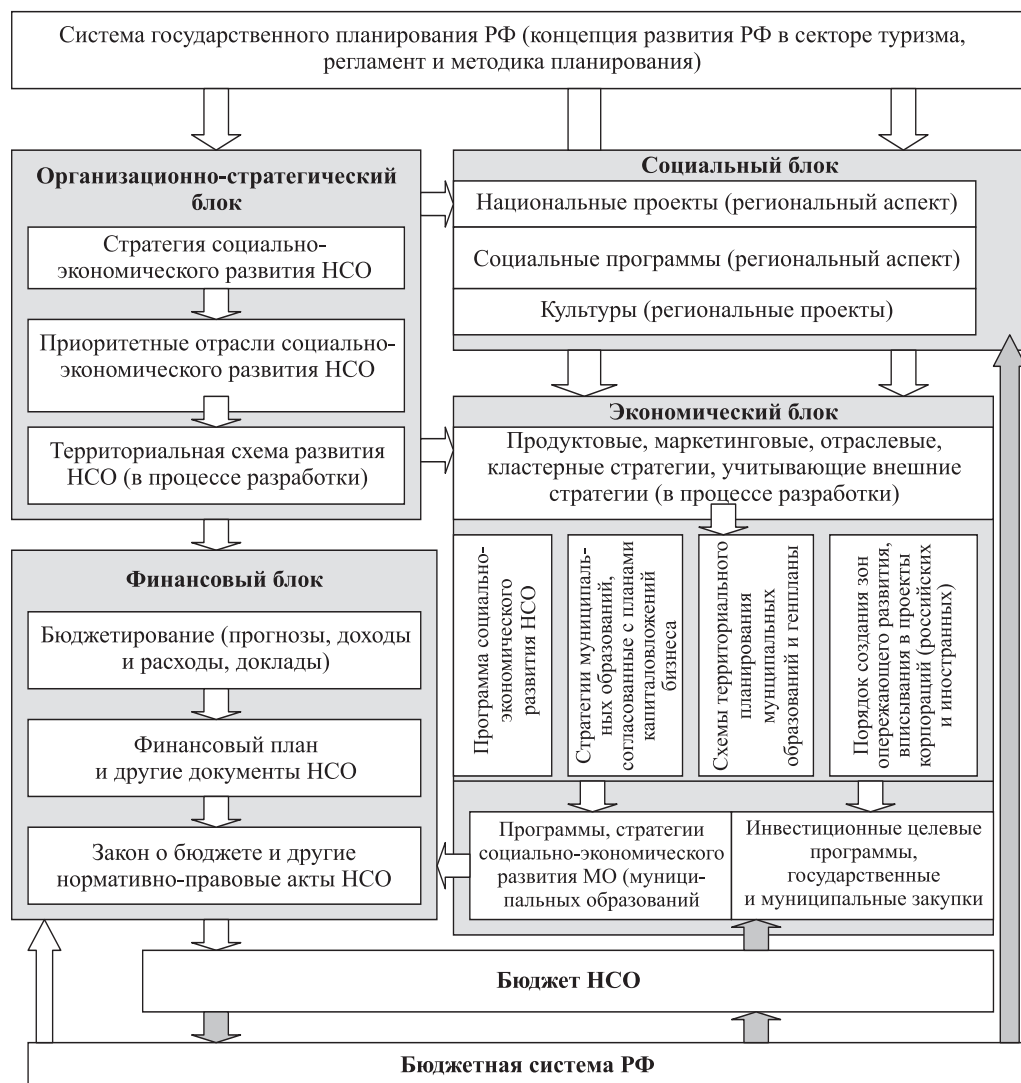 Система государственного планирования РФ (концепция развития РФ в секторе туризма,
регламент и методика планирования)
Организационно-стратегический
блок
Стратегия социально-
экономического развития НСО
Приоритетные отрасли социально-
экономического развития НСО
Территориальная схема развития
НСО (в процессе разработки)
Социальный блок
Национальные проекты (региональный аспект)
Социальные программы (региональный аспект)
Культуры (региональные проекты)
Экономический блок
Продуктовые, маркетинговые, отраслевые,
кластерные стратегии, учитывающие внешние
стратегии (в процессе разработки)
Программа социально-
экономического
развития НСО
Стратегии муниципаль-
ных образований,
согласованные с планами
капиталовложений
бизнеса
Схемы территориального
планирования
мунципальных
образований и генпланы
Порядок создания зон
опережающего развития,
вписывания в проекты
корпораций (российских
и иностранных)
Программы, стратегии
социально-экономического
развития МО (муници-
пальных образований
Инвестиционные целевые
программы,
государственные
и муниципальные закупки
Финансовый блок
Бюджетирование (прогнозы, доходы
и расходы, доклады)
Финансовый план
и другие документы НСО
Закон о бюджете и другие
нормативно-правовые акты НСО
Бюджет НСО
Бюджетная система РФ